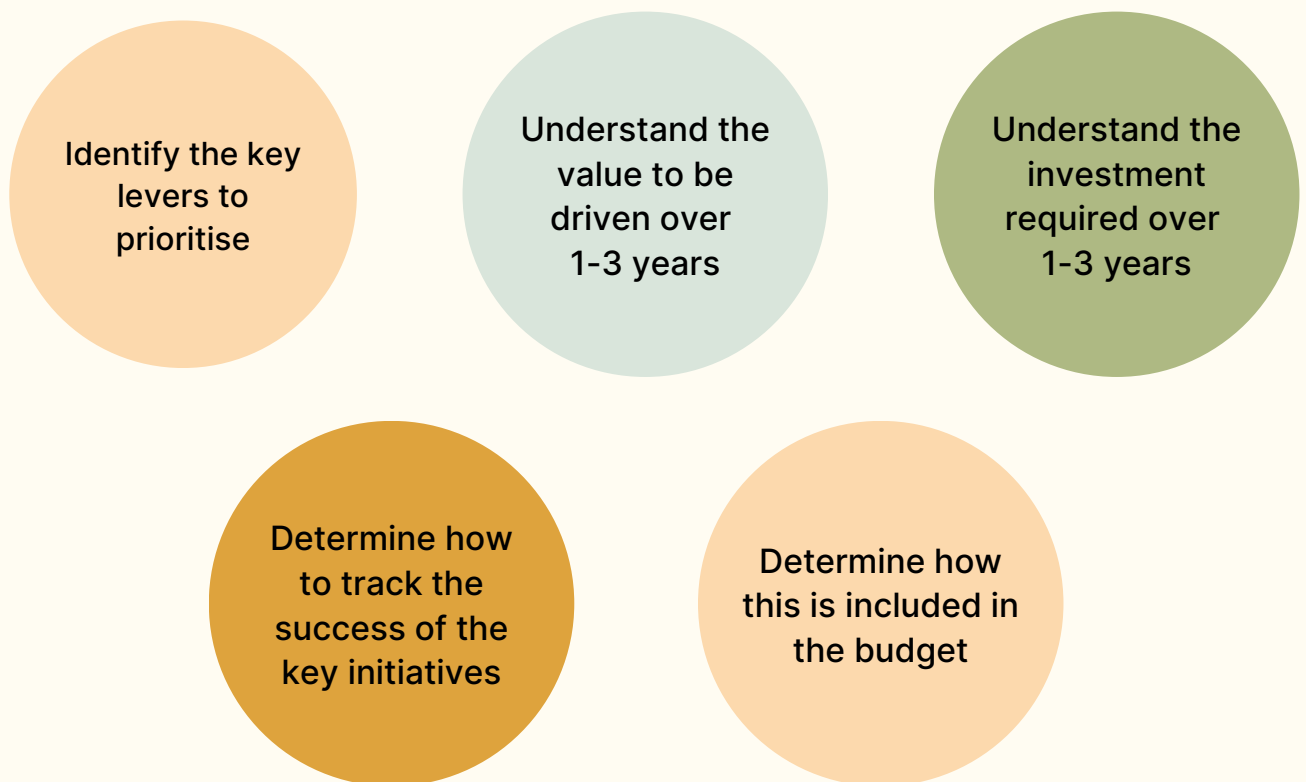 Identify the key
levers to
prioritise
Understand the
value to be
driven over
1-3 years
Understand the
investment
required over
1-3 years
Determine how
to track the
success of the
key initiatives
Determine how
this is included in
the budget